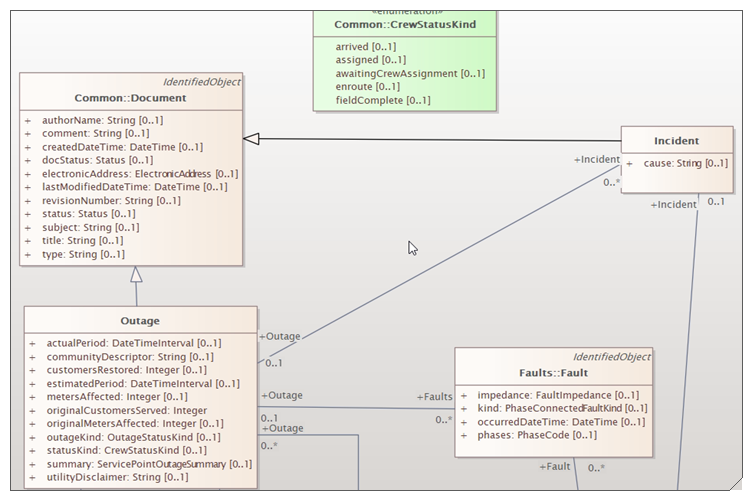 «enumeration»
Common::CrewStatusKind
arrived [0..1]
assigned [0..1]
awaitingCrewAssignment [0..1]
enroute [0..1]
fieldComplete [0..1]
IdentifiedObject
Common::Document
+ authorName: String [0..1]
+ comment: String [0..1]
+ createdDateTime: DateTime [0..1]
+ docStatus: Status [0..1]
+ electronicAddress: ElectronicAddress [0..1]
+ lastModifiedDateTime: DateTime [0..1]
+ revisionNumber: String [0..1]
+ status: Status [0..1]
+ subject: String [0..1]
+ title: String [0..1]
+ type: String [0..1]
Incident
+ cause: String [0..1]
+Incident
0..*
+Incident
0..1
Outage
+ actualPeriod: DateTimeInterval [0..1]
+ communityDescriptor: String [0..1]
+ customersRestored: Integer [0..1]
+ estimatedPeriod: DateTimeInterval [0..1]
+ metersAffected: Integer [0..1]
+ originalCustomersServed: Integer
+ originalMetersAffected: Integer [0..1]
+ outageKind: OutageStatusKind [0..1]
+ statusKind: CrewStatusKind [0..1]
+ summary: ServicePointOutageSummary [0..1]
+ utilityDisclaimer: String [0..1]
+Outage
0..1
+Outage
0..1
+Outage
0..*
+Faults
0..*
IdentifiedObject
Faults::Fault
+ impedance: FaultImpedance [0..1]
+ kind: PhaseConnectedFaultKind [0..1]
+ occurredDateTime: DateTime [0..1]
+ phases: PhaseCode [0..1]
+Fault
0..*